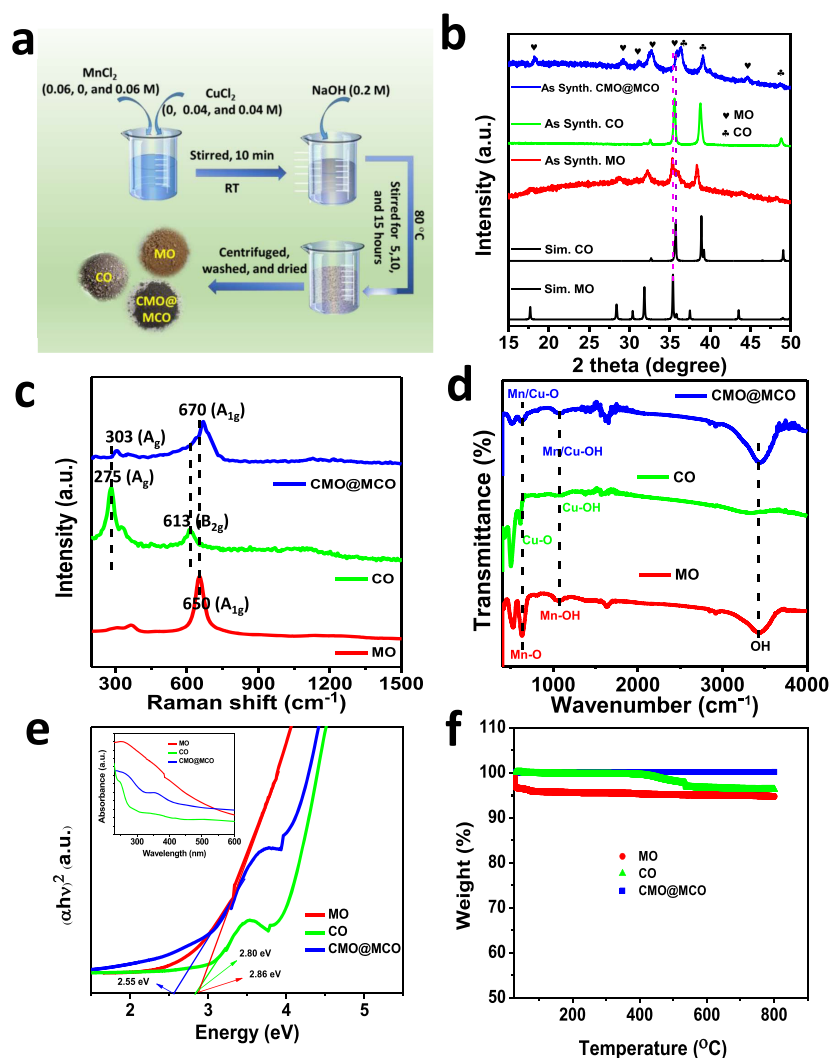 a
MnCl2
(0.06, 0, and 0.06 M)
CuCl2
(0, 0.04, and 0.04 M)
NaOH (0.2 M)
Stirred, 10 min
RT
Stirred for 5,10,
and 15 hours
80 °C
Centrifuged,
washed, and dried
MO
CO
CMO@
MCO
b
Intensity (a.u.)
As Synth. CMO@MCO
♥ MO
♣ CO
As Synth. CO
As Synth. MO
Sim. CO
Sim. MO
15 20 25 30 35 40 45 50
2 theta (degree)
c
Intensity (a.u.)
670 (A1g)
303 (Ag)
CMO@MCO
275 (Ag)
613 (B2g)
CO
650 (A1g)
MO
300 600 900 1200 1500
Raman shift (cm-1)
d
Transmittance (%)
Mn/Cu-O
CMO@MCO
Mn/Cu-OH
CO
Cu-OH
Cu-O
MO
Mn-OH
OH
Mn-O
1000 2000 3000 4000
Wavenumber (cm-1)
e
(αhν)2 (a.u.)
Absorbance (a.u.)
MO
CO
CMO@MCO
300 400 500 600
Wavelength (nm)
MO
CO
CMO@MCO
2.80 eV
2.55 eV
2.86 eV
2 3 4 5
Energy (eV)
f
Weight (%)
110
105
100
95
90
85
80
75
70
65
60
55
50
MO
CO
CMO@MCO
200 400 600 800
Temperature (OC)